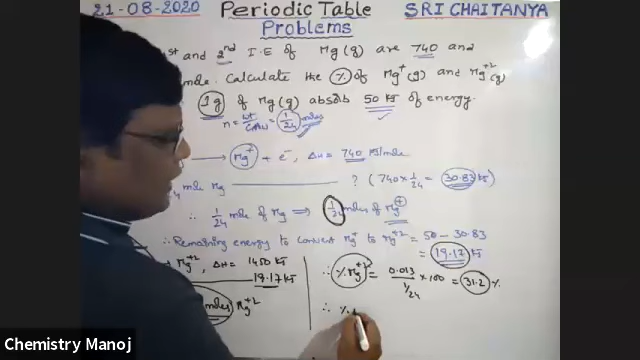 21-08-2020 Periodic Table SRI CHAITANYA
Problems
1st and 2nd I.E of Mg(g) are 740 and
mole. Calculate the % of Mg+(g) and Mg+2(g)
1g of Mg(g) absorb 50 KJ of energy.
n = wt/GAW = 1/24 moles
→ Mg+ + e-, ΔH = 740 KJ/mole
mole Mg ——— ? (740 × 1/24 = 30.83 KJ)
∴ 1/24 mole of Mg ⇒ 1/24 moles of Mg+
∴ Remaining energy to convert Mg+ to Mg+2 = 50 - 30.83
= 19.17 KJ
Mg+2, ΔH = 1450 KJ
19.17 KJ
moles Mg+2
∴ % Mg+2 = 0.013 / 1/24 × 100 = 31.2 %
∴ %
Chemistry Manoj